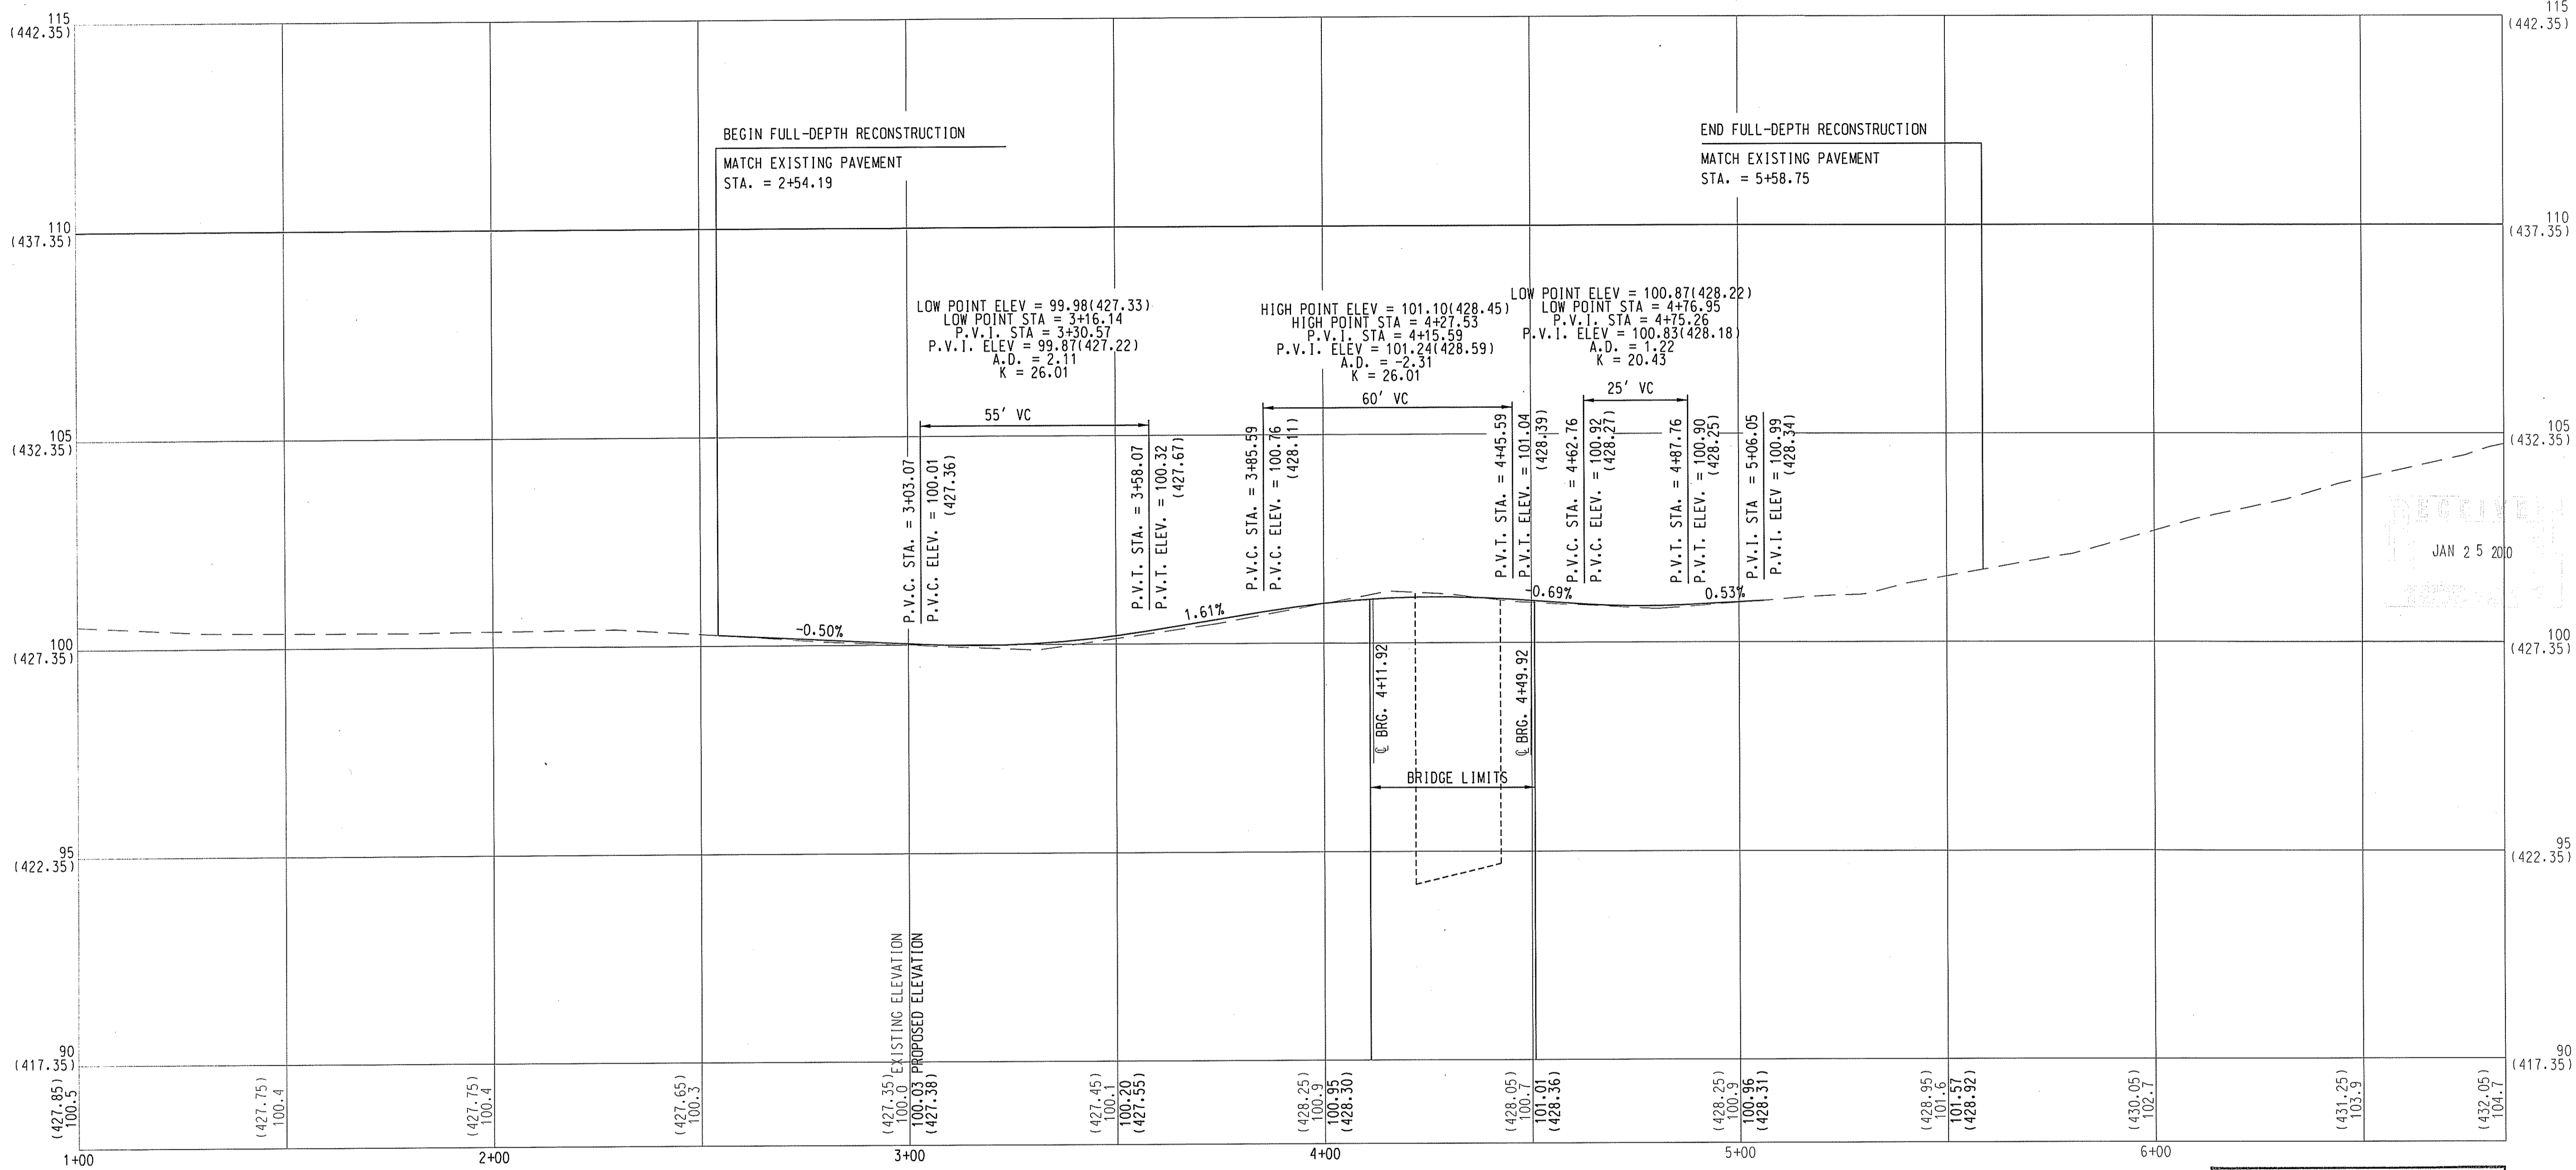 115
(442.35)
115
(442.35)
BEGIN FULL-DEPTH RECONSTRUCTION
MATCH EXISTING PAVEMENT
STA. = 2+54.19
END FULL-DEPTH RECONSTRUCTION
MATCH EXISTING PAVEMENT
STA. = 5+58.75
110
(437.35)
110
(437.35)
LOW POINT ELEV = 99.98(427.33)
LOW POINT STA = 3+16.14
P.V.I. STA = 3+30.57
P.V.I. ELEV = 99.87(427.22)
A.D. = 2.11
K = 26.01
55' VC
HIGH POINT ELEV = 101.10(428.45)
HIGH POINT STA = 4+27.53
P.V.I. STA = 4+15.59
P.V.I. ELEV = 101.24(428.59)
A.D. = -2.31
K = 26.01
60' VC
LOW POINT ELEV = 100.87(428.22)
LOW POINT STA = 4+76.95
P.V.I. STA = 4+75.26
P.V.I. ELEV = 100.83(428.18)
A.D. = 1.22
K = 20.43
25' VC
105
(432.35)
105
(432.35)
P.V.C. STA. = 3+03.07
P.V.C. ELEV. = 100.01
(427.36)
P.V.T. STA. = 3+58.07
P.V.T. ELEV. = 100.32
(427.67)
P.V.C. STA. = 3+85.59
P.V.C. ELEV. = 100.76
(428.11)
P.V.T. STA. = 4+45.59
P.V.T. ELEV. = 101.04
(428.39)
P.V.C. STA. = 4+62.76
P.V.C. ELEV. = 100.92
(428.27)
P.V.T. STA. = 4+87.76
P.V.T. ELEV. = 100.90
(428.25)
P.V.I. STA = 5+06.05
P.V.I. ELEV = 100.99
(428.34)
JAN 25 2000
-0.50%
1.61%
-0.69%
0.53%
100
(427.35)
100
(427.35)
℄ BRG. 4+11.92
℄ BRG. 4+49.92
BRIDGE LIMITS
95
(422.35)
95
(422.35)
EXISTING ELEVATION
PROPOSED ELEVATION
90
(417.35)
90
(417.35)
(427.85)
100.5
(427.75)
100.4
(427.75)
100.4
(427.65)
100.3
(427.35)
100.0
100.03
(427.38)
(427.45)
100.1
100.20
(427.55)
(428.25)
100.9
100.95
(428.30)
(428.05)
100.7
101.01
(428.36)
(428.25)
100.9
100.96
(428.31)
(428.95)
101.6
101.57
(428.92)
(430.05)
102.7
(431.25)
103.9
(432.05)
104.7
1+00
2+00
3+00
4+00
5+00
6+00